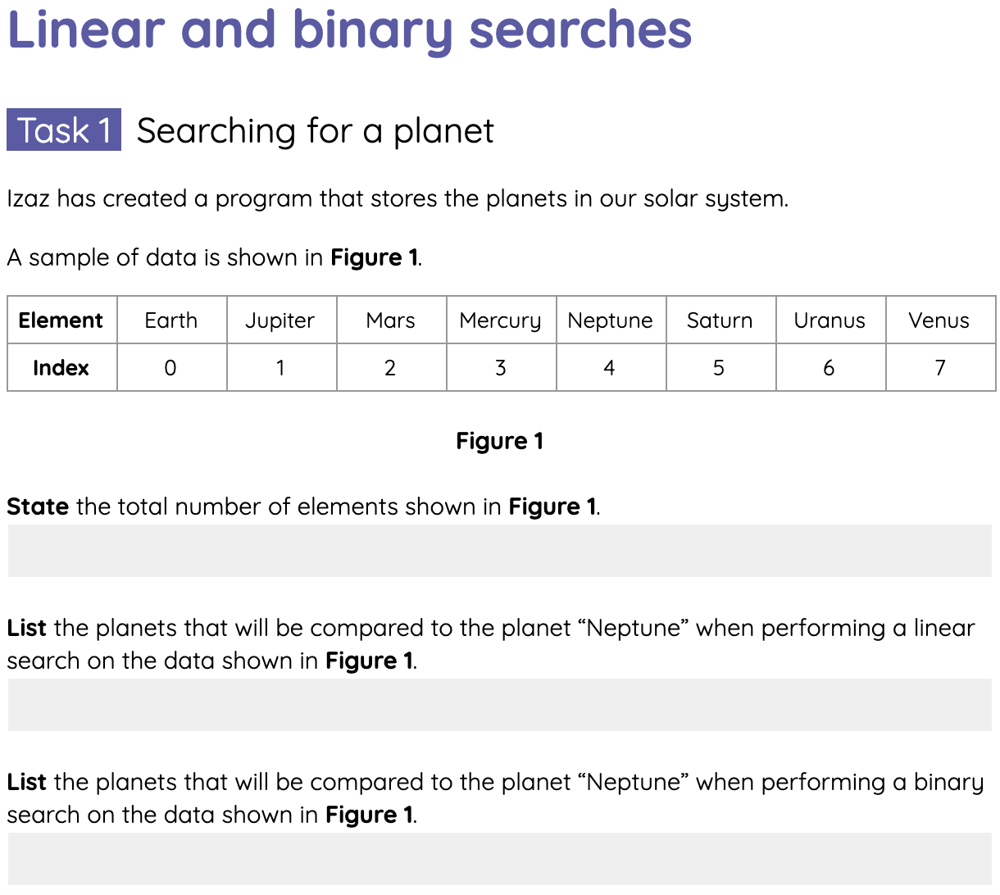 Linear and binary searches
Task 1 Searching for a planet
Izaz has created a program that stores the planets in our solar system.
A sample of data is shown in Figure 1.
Element Earth Jupiter Mars Mercury Neptune Saturn Uranus Venus
Index 0 1 2 3 4 5 6 7
Figure 1
State the total number of elements shown in Figure 1.
List the planets that will be compared to the planet “Neptune” when performing a linear
search on the data shown in Figure 1.
List the planets that will be compared to the planet “Neptune” when performing a binary
search on the data shown in Figure 1.